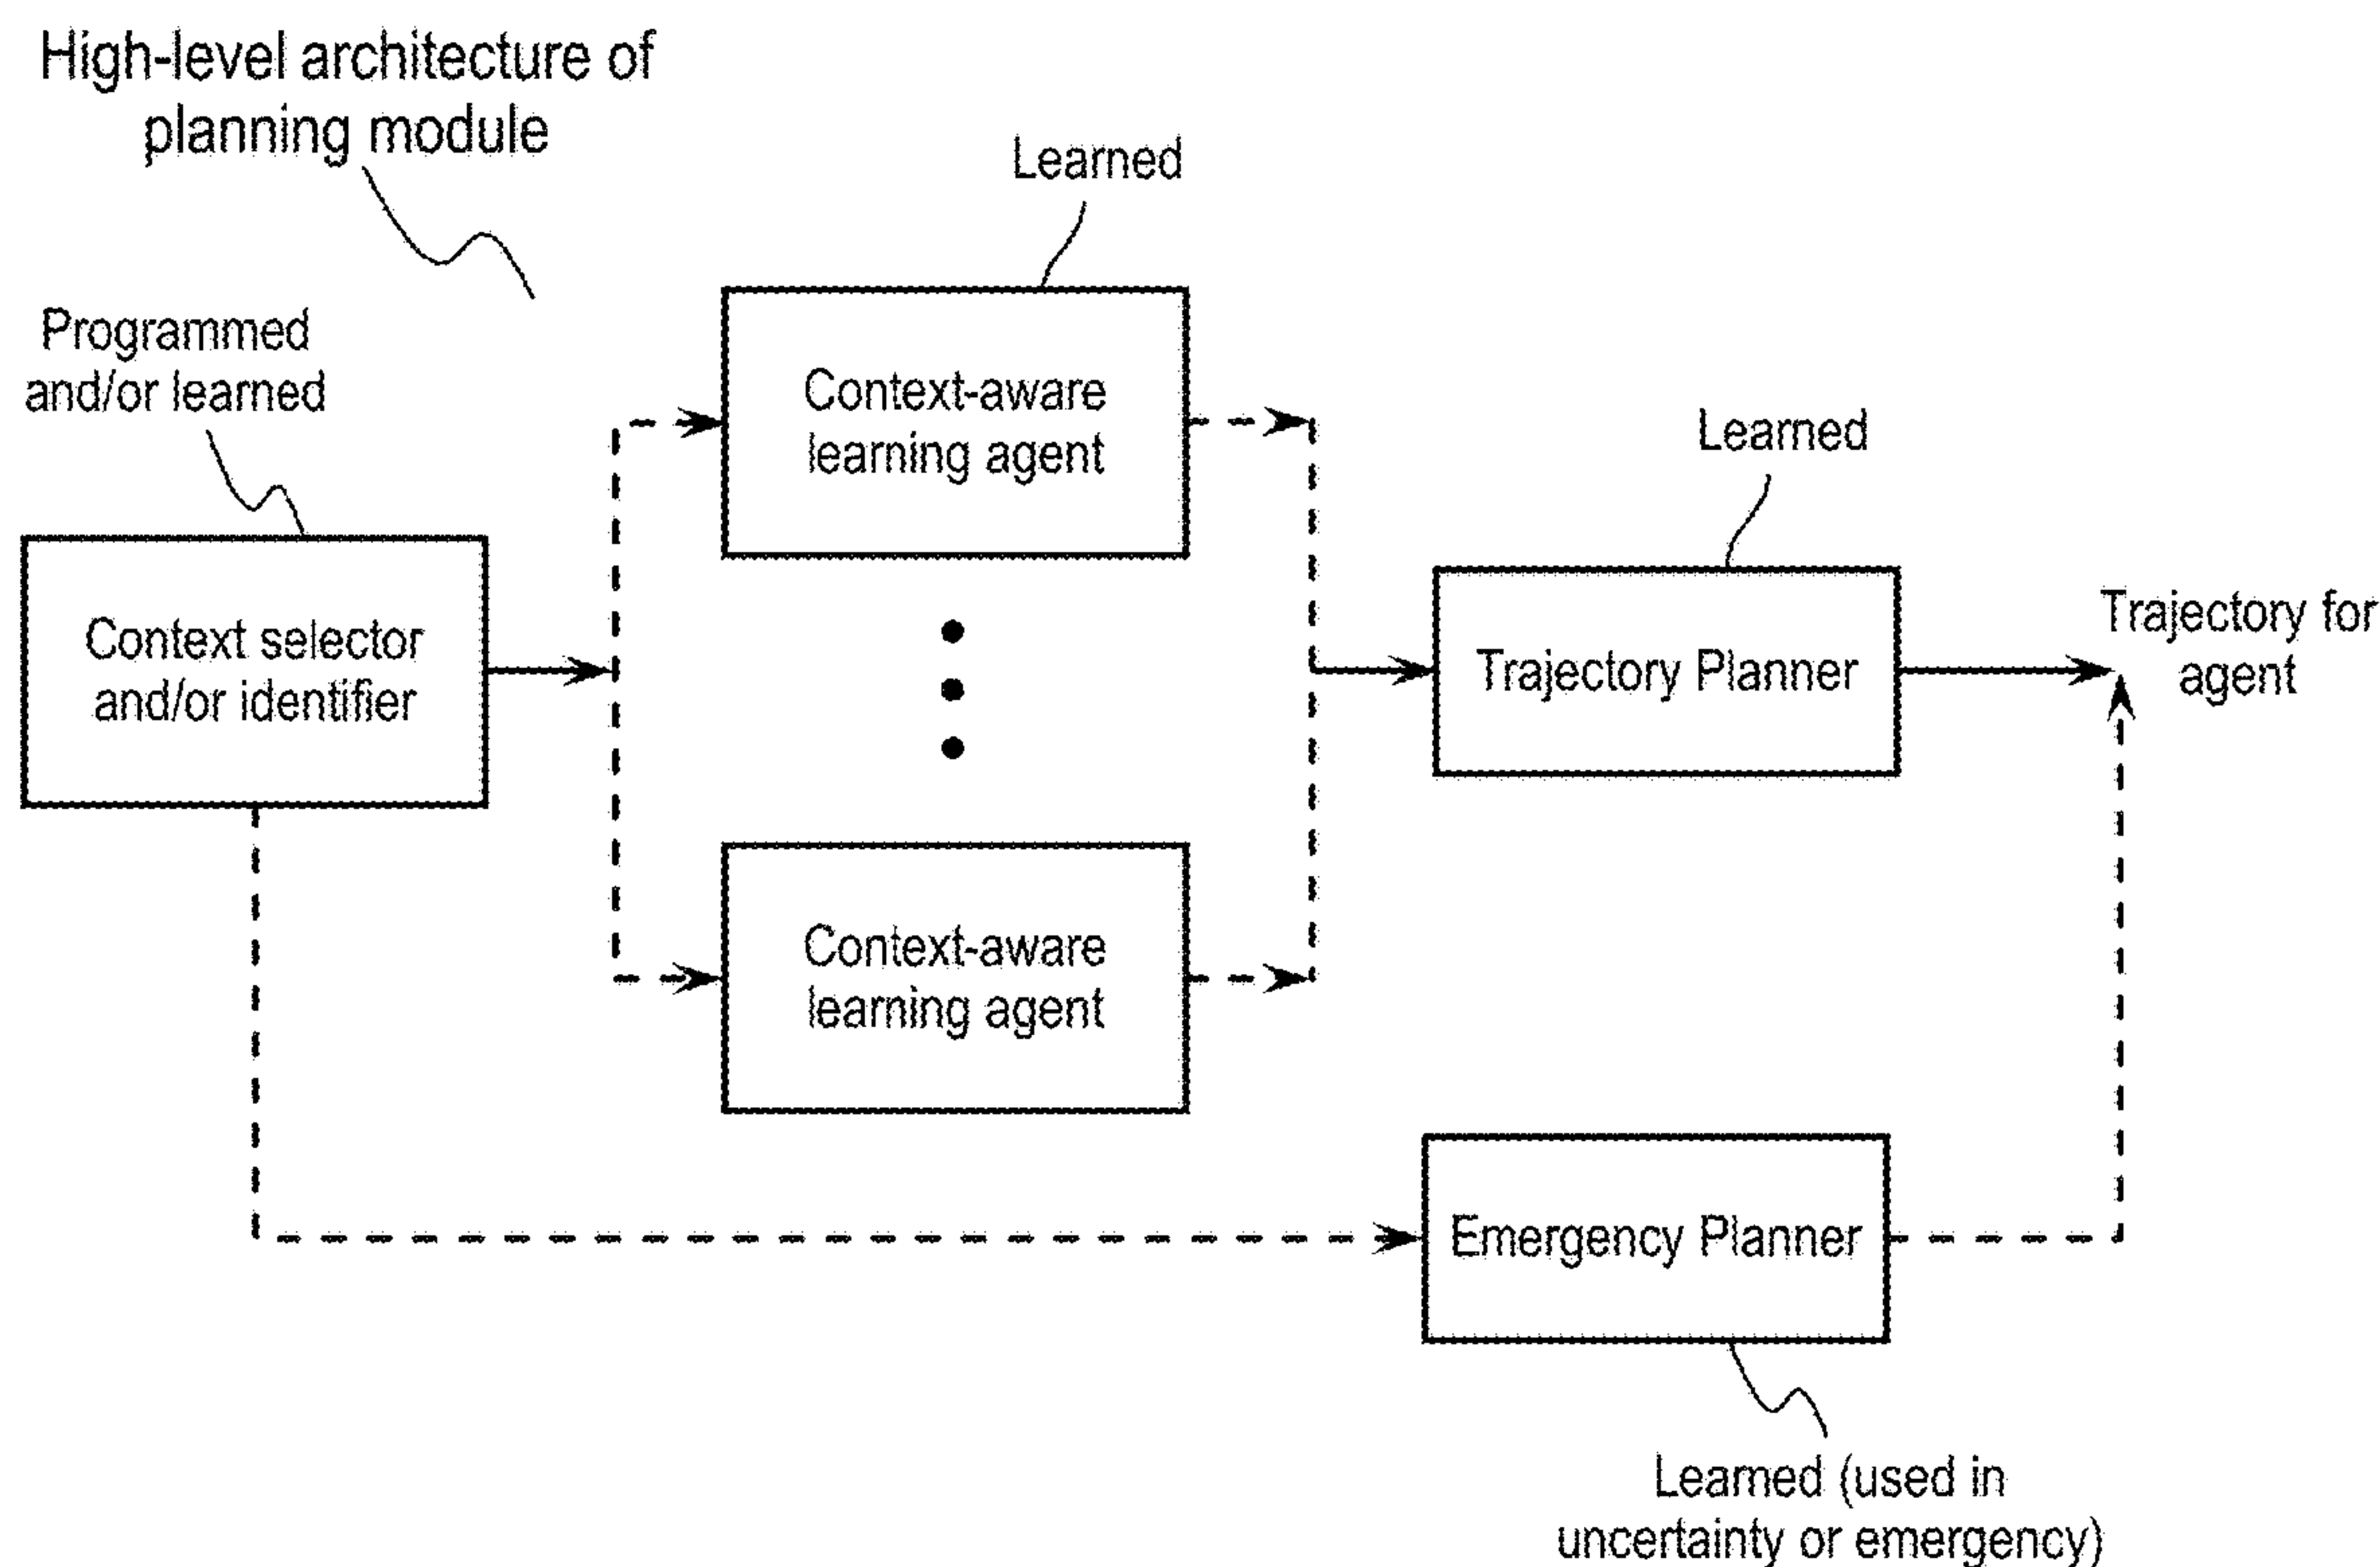 High-level architecture of
planning module
Learned
Programmed
and/or learned
Context-aware
learning agent
Learned
Context selector
and/or identifier
Trajectory Planner
Trajectory for
agent
Context-aware
learning agent
Emergency Planner
Learned (used in
uncertainty or emergency)